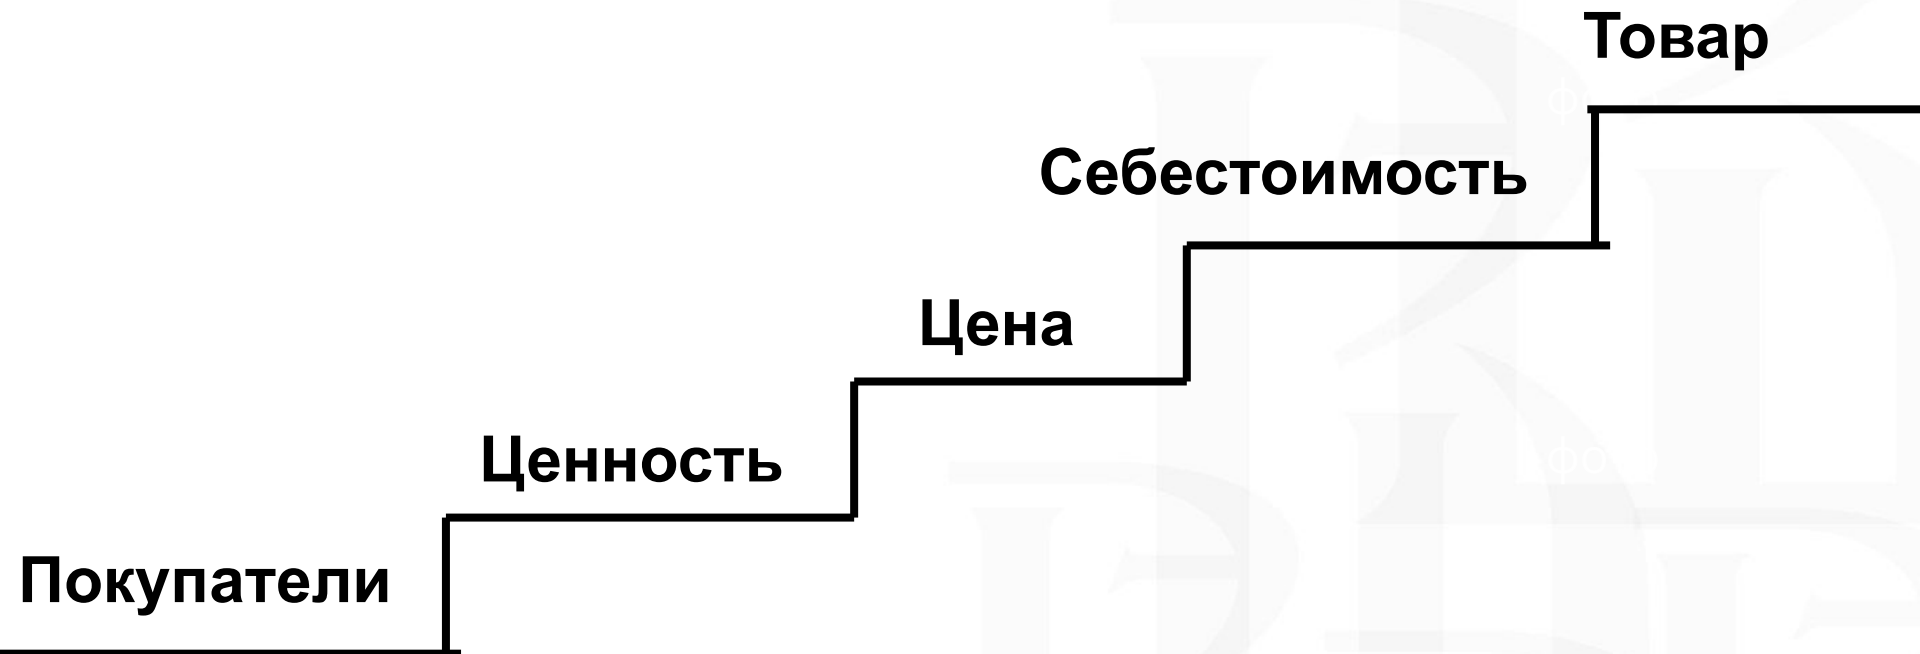 Товар
Себестоимость
Цена
Ценность
Покупатели